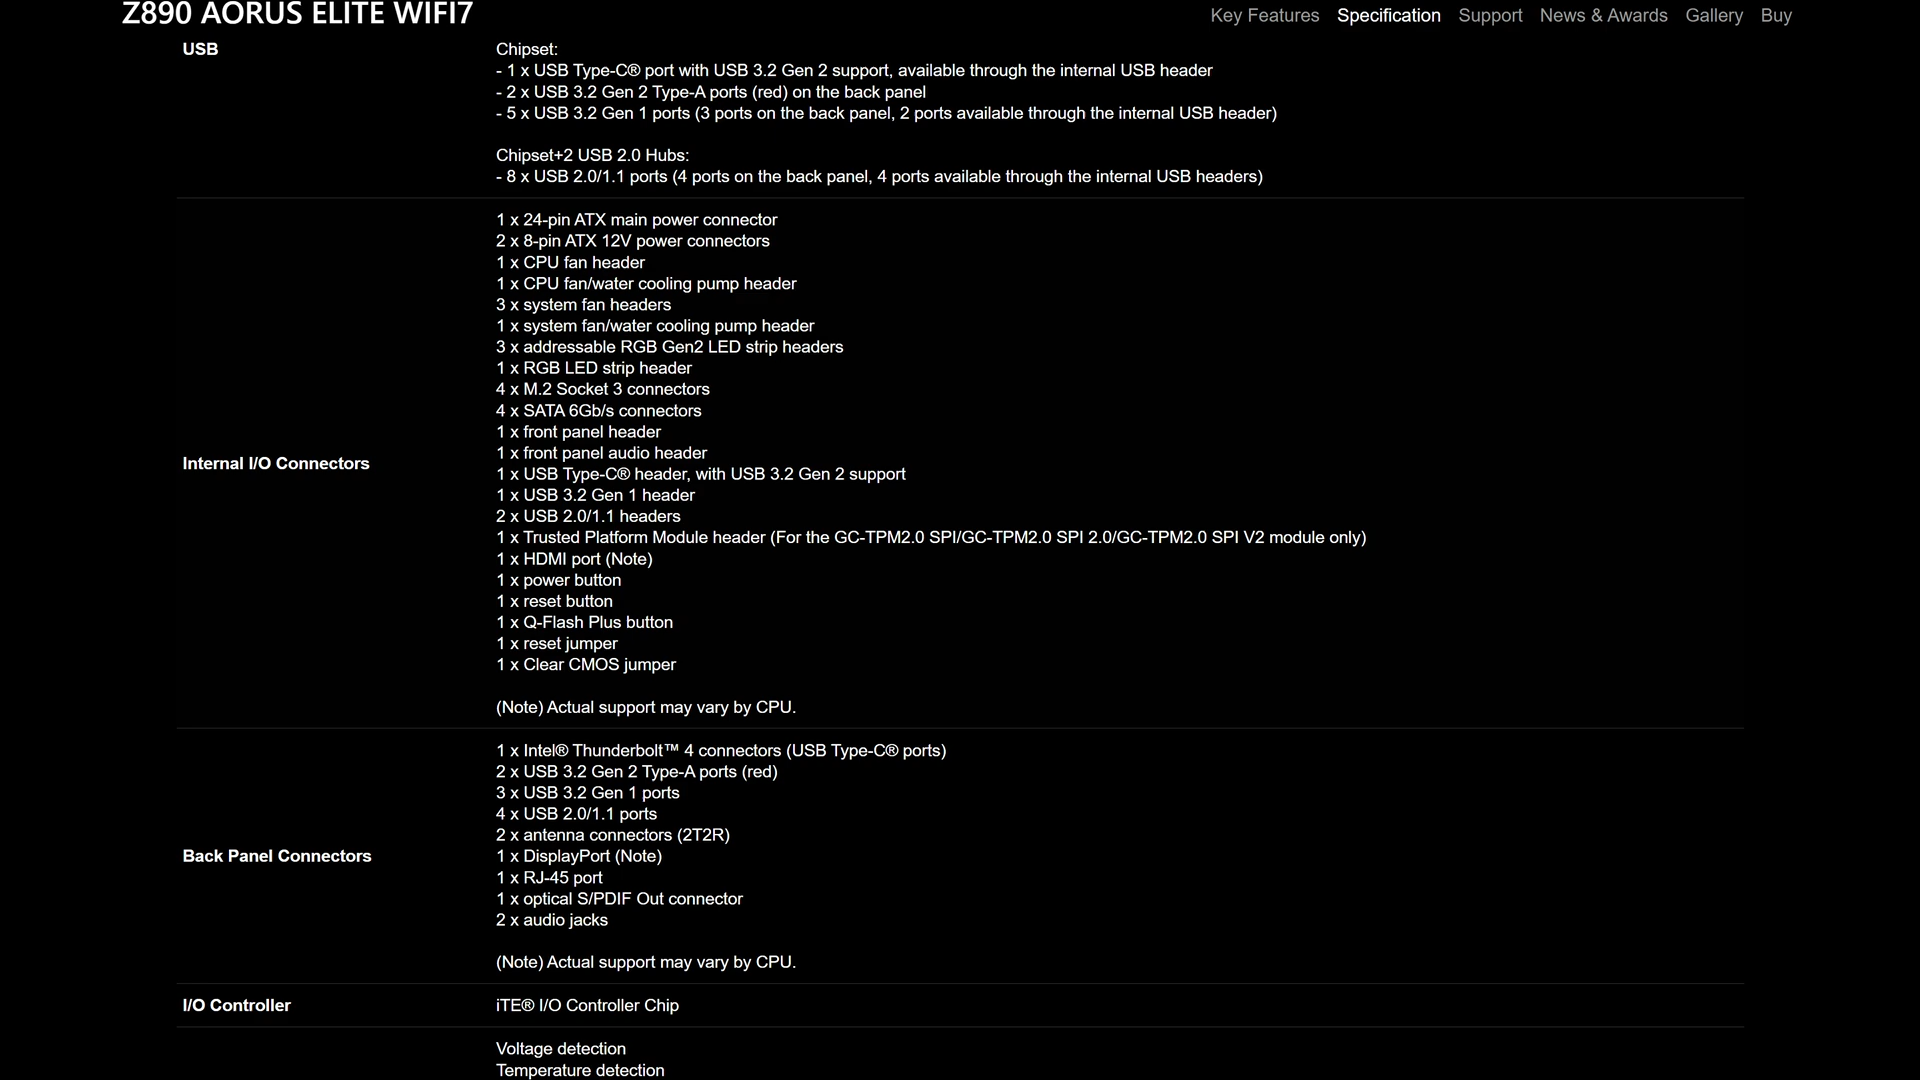 Z890 AORUS ELITE WIFI7
Key Features Specification Support News & Awards Gallery Buy
USB
Chipset:
- 1 x USB Type-C® port with USB 3.2 Gen 2 support, available through the internal USB header
- 2 x USB 3.2 Gen 2 Type-A ports (red) on the back panel
- 5 x USB 3.2 Gen 1 ports (3 ports on the back panel, 2 ports available through the internal USB header)
Chipset+2 USB 2.0 Hubs:
- 8 x USB 2.0/1.1 ports (4 ports on the back panel, 4 ports available through the internal USB headers)
Internal I/O Connectors
1 x 24-pin ATX main power connector
2 x 8-pin ATX 12V power connectors
1 x CPU fan header
1 x CPU fan/water cooling pump header
3 x system fan headers
1 x system fan/water cooling pump header
3 x addressable RGB Gen2 LED strip headers
1 x RGB LED strip header
4 x M.2 Socket 3 connectors
4 x SATA 6Gb/s connectors
1 x front panel header
1 x front panel audio header
1 x USB Type-C® header, with USB 3.2 Gen 2 support
1 x USB 3.2 Gen 1 header
2 x USB 2.0/1.1 headers
1 x Trusted Platform Module header (For the GC-TPM2.0 SPI/GC-TPM2.0 SPI 2.0/GC-TPM2.0 SPI V2 module only)
1 x HDMI port (Note)
1 x power button
1 x reset button
1 x Q-Flash Plus button
1 x reset jumper
1 x Clear CMOS jumper
(Note) Actual support may vary by CPU.
Back Panel Connectors
1 x Intel® Thunderbolt™ 4 connectors (USB Type-C® ports)
2 x USB 3.2 Gen 2 Type-A ports (red)
3 x USB 3.2 Gen 1 ports
4 x USB 2.0/1.1 ports
2 x antenna connectors (2T2R)
1 x DisplayPort (Note)
1 x RJ-45 port
1 x optical S/PDIF Out connector
2 x audio jacks
(Note) Actual support may vary by CPU.
I/O Controller
iTE® I/O Controller Chip
Voltage detection
Temperature detection